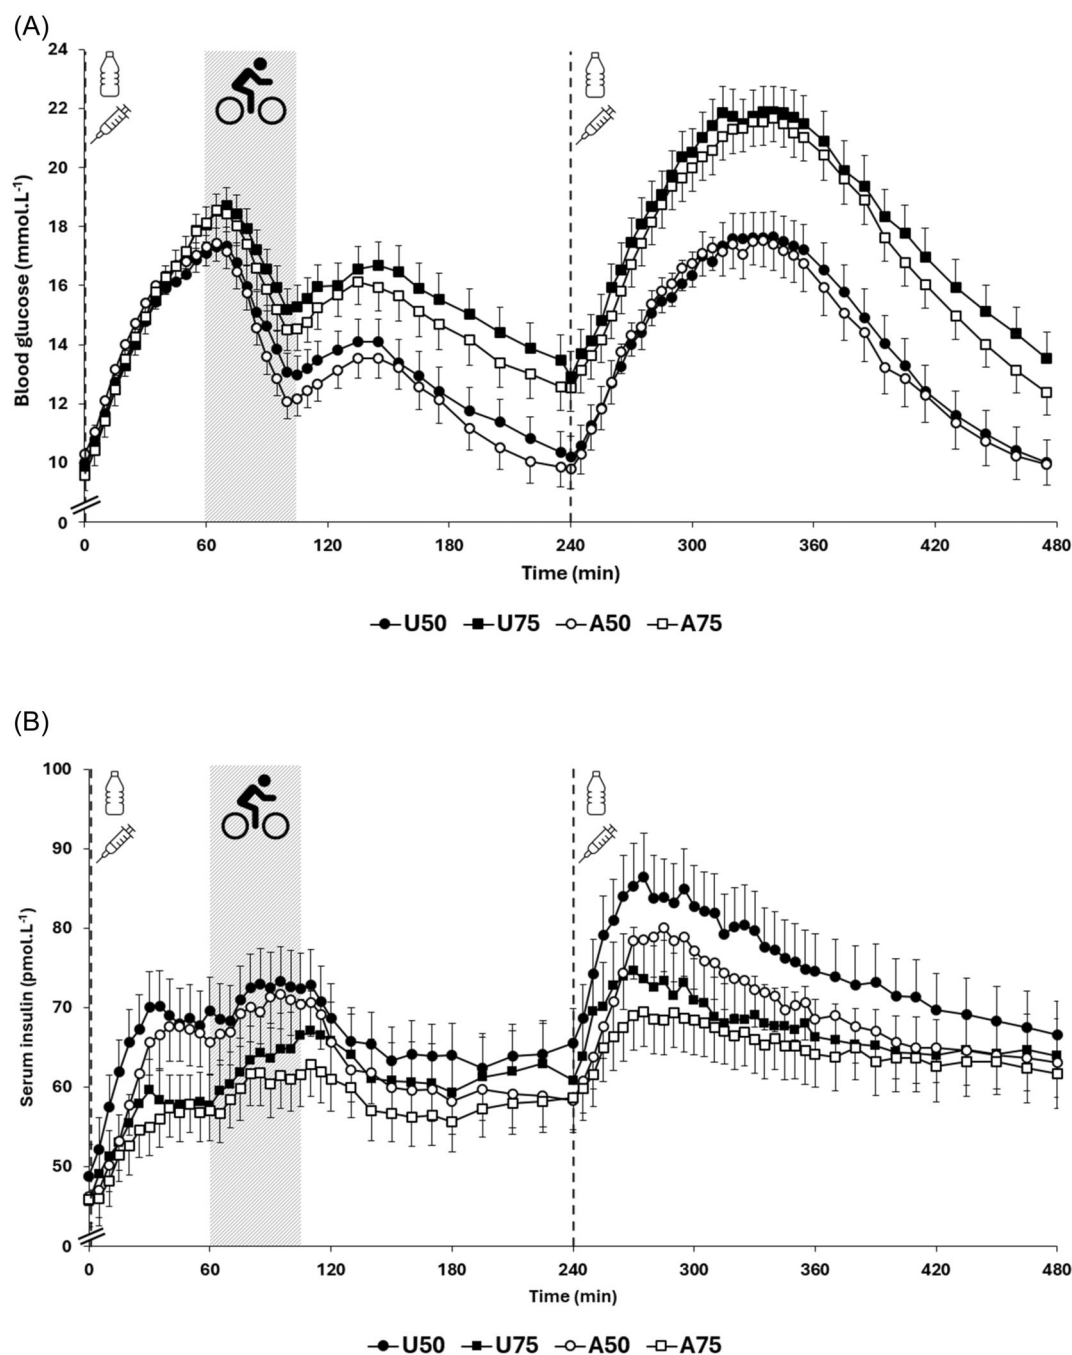 (A)
24
22
20
18
16
14
12
10
0
Blood glucose (mmol.L-1)
0 60 120 180 240 300 360 420 480
Time (min)
U50 U75 A50 A75
(B)
100
90
80
70
60
50
0
Serum insulin (pmol.L-1)
0 60 120 180 240 300 360 420 480
Time (min)
U50 U75 A50 A75